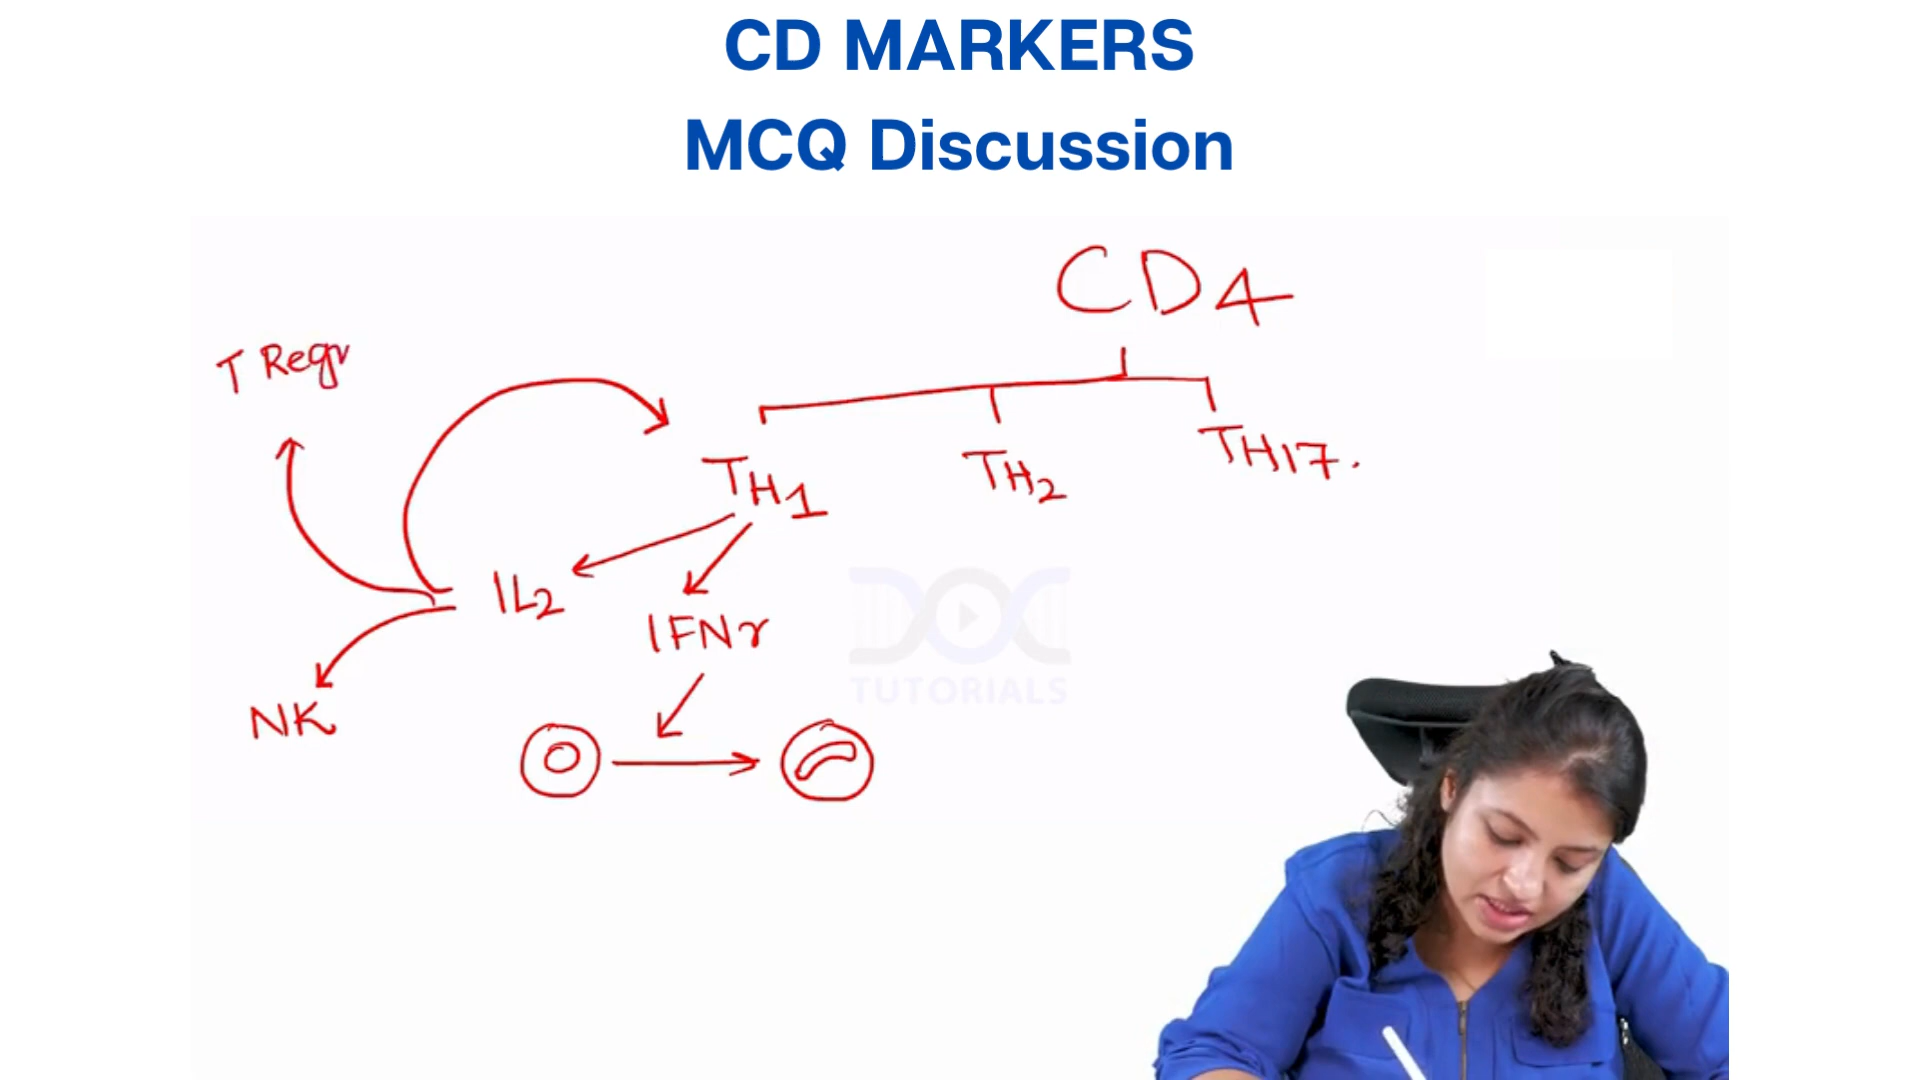 CD MARKERS
MCQ Discussion
CD4
T Regr
TH1
TH2
TH17.
IL2
IFNγ
NK
TUTORIALS